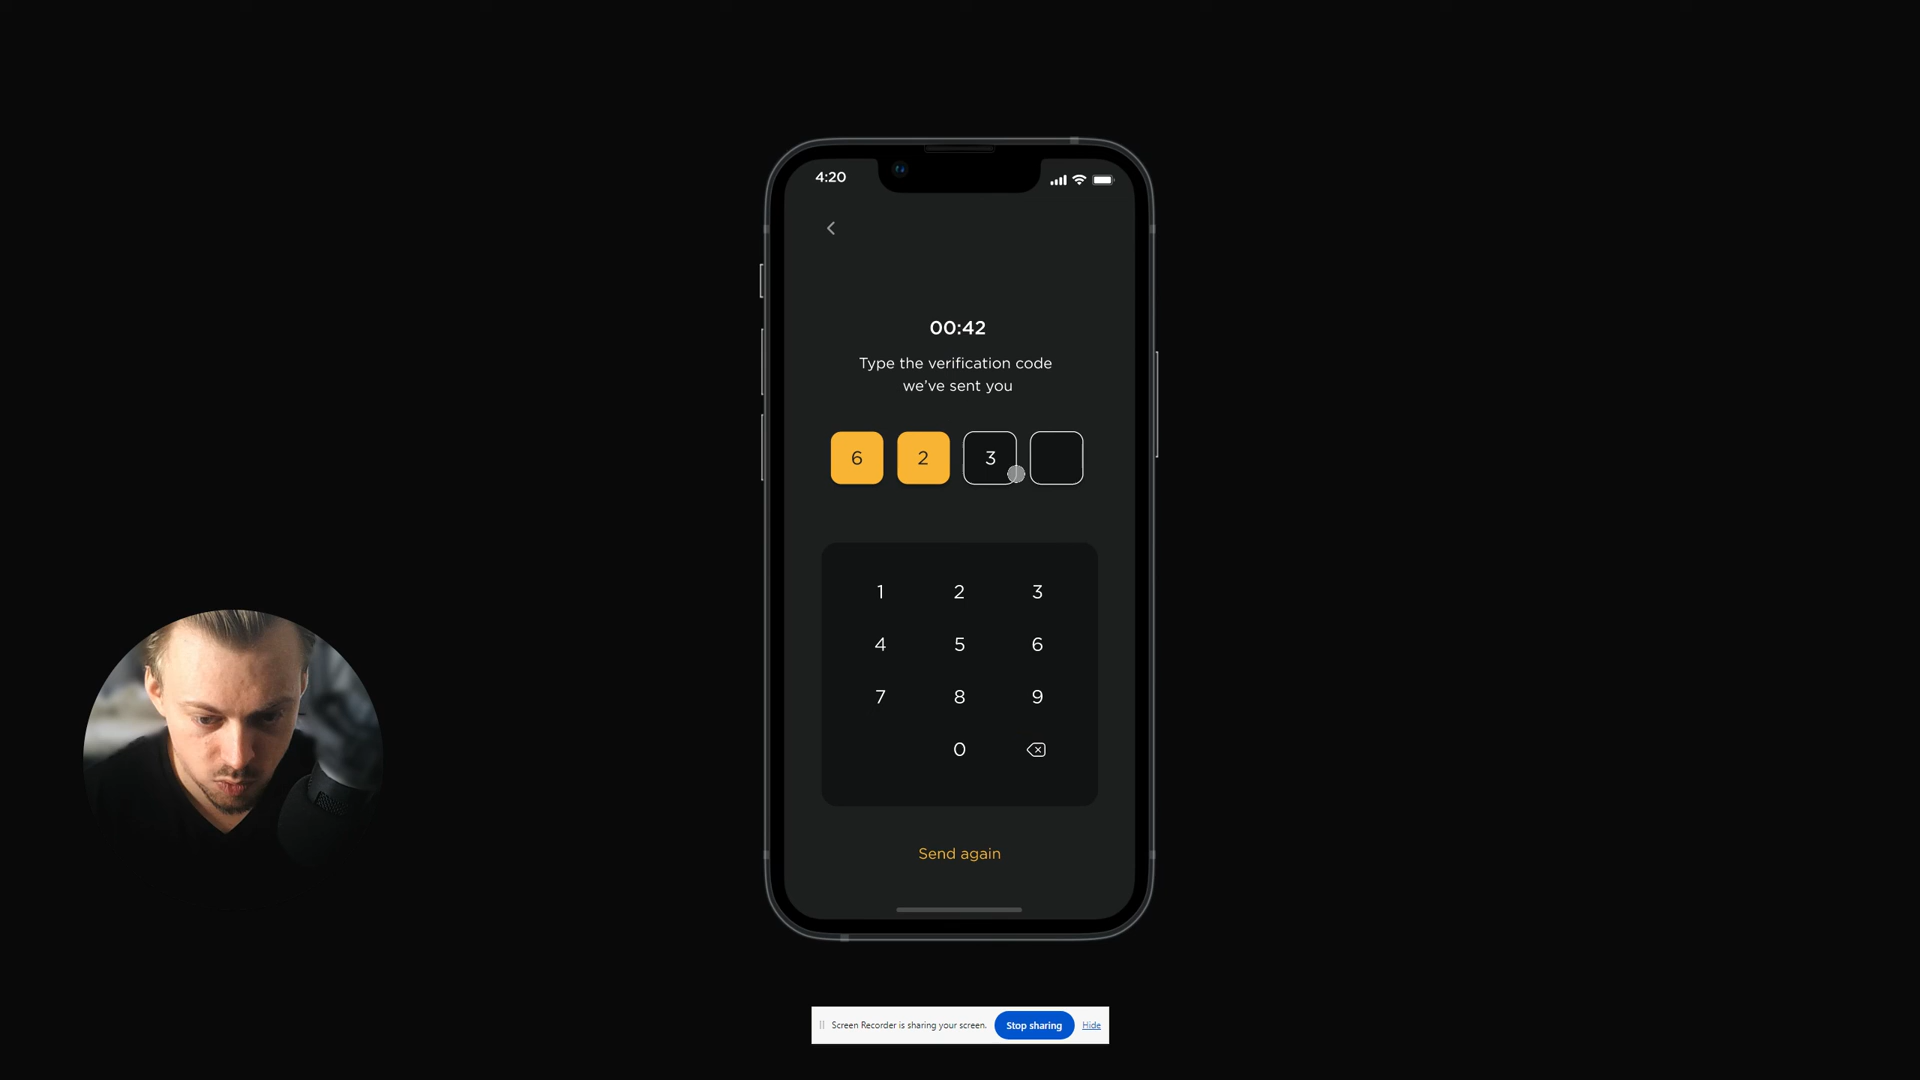 4:20
00:42
Type the verification code
we’ve sent you
6 2 3
1 2 3
4 5 6
7 8 9
0
Send again
Screen Recorder is sharing your screen. Stop sharing Hide